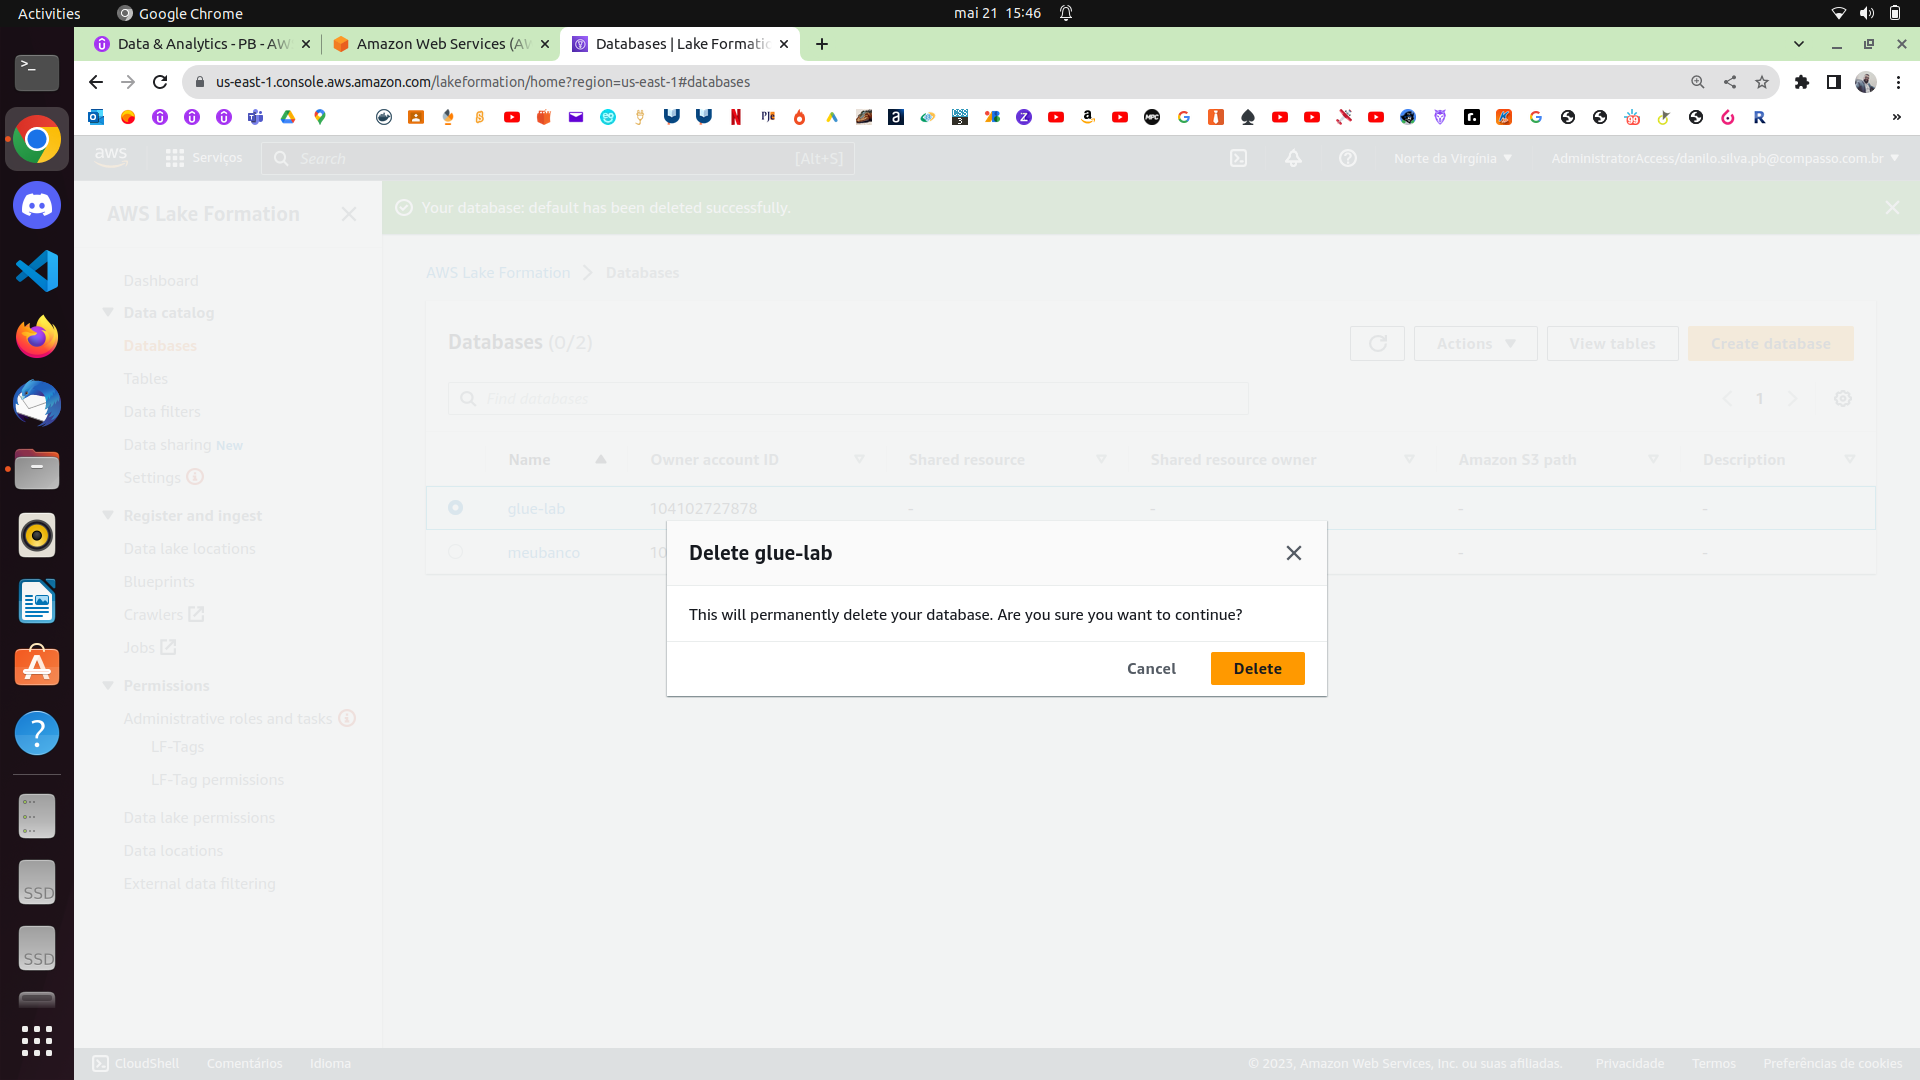 Activities
Google Chrome
mai 21 15:46
Data & Analytics - PB - AW
Amazon Web Services (AW
Databases | Lake Formatio
us-east-1.console.aws.amazon.com/lakeformation/home?region=us-east-1#databases
aws
Serviços
Search
[Alt+S]
Norte da Virgínia
AdministratorAccess/danilo.silva.pb@compasso.com.br
AWS Lake Formation
Your database: default has been deleted successfully.
Dashboard
Data catalog
Databases
Tables
Data filters
Data sharing New
Settings
Register and ingest
Data lake locations
Blueprints
Crawlers
Jobs
Permissions
Administrative roles and tasks
LF-Tags
LF-Tag permissions
Data lake permissions
Data locations
External data filtering
AWS Lake Formation
Databases
Databases (0/2)
Actions
View tables
Create database
Find databases
1
Name
Owner account ID
Shared resource
Shared resource owner
Amazon S3 path
Description
glue-lab
104102727878
-
-
-
-
meubanco
10
-
-
Delete glue-lab
This will permanently delete your database. Are you sure you want to continue?
Cancel
Delete
SSD
SSD
CloudShell
Comentários
Idioma
© 2023, Amazon Web Services, Inc. ou suas afiliadas.
Privacidade
Termos
Preferências de cookies